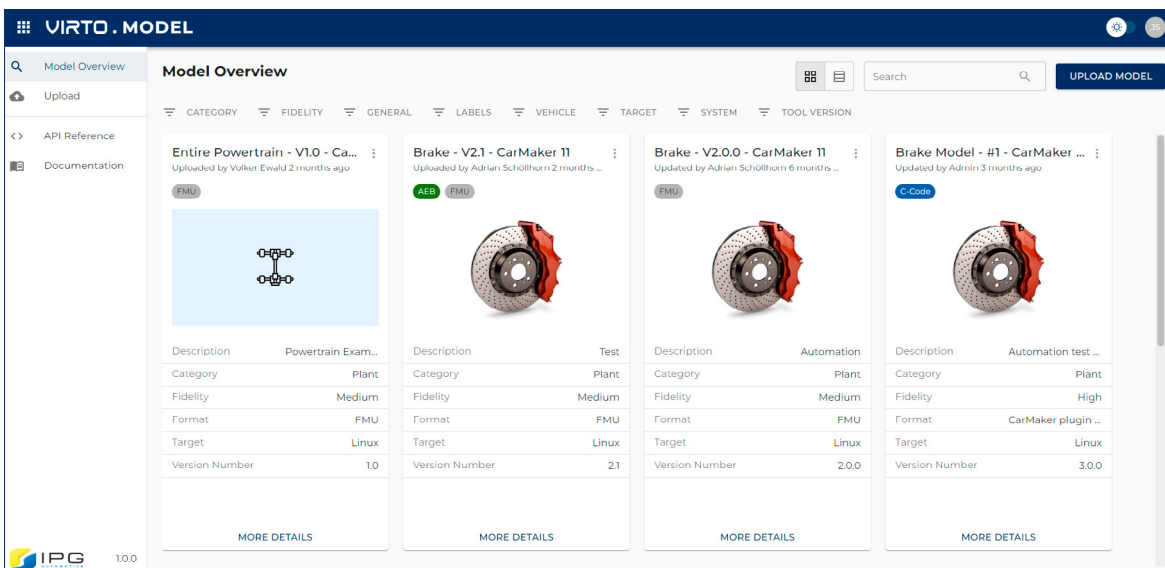 VIRTO.MODEL
JS
Model Overview
Upload
API Reference
Documentation
Model Overview
Search
UPLOAD MODEL
CATEGORY FIDELITY GENERAL LABELS VEHICLE TARGET SYSTEM TOOL VERSION
Entire Powertrain - V1.0 - Ca...
Uploaded by Volker Ewald 2 months ago
FMU
Description Powertrain Exam...
Category Plant
Fidelity Medium
Format FMU
Target Linux
Version Number 1.0
MORE DETAILS
Brake - V2.1 - CarMaker 11
Uploaded by Adrian Schöllhorn 2 months ...
AEB FMU
Description Test
Category Plant
Fidelity Medium
Format FMU
Target Linux
Version Number 2.1
MORE DETAILS
Brake - V2.0.0 - CarMaker 11
Updated by Adrian Schöllhorn 6 months ...
FMU
Description Automation
Category Plant
Fidelity Medium
Format FMU
Target Linux
Version Number 2.0.0
MORE DETAILS
Brake Model - #1 - CarMaker ...
Updated by Admin 3 months ago
C-Code
Description Automation test ...
Category Plant
Fidelity High
Format CarMaker plugin ...
Target Linux
Version Number 3.0.0
MORE DETAILS
IPG
AUTOMOTIVE
1.0.0